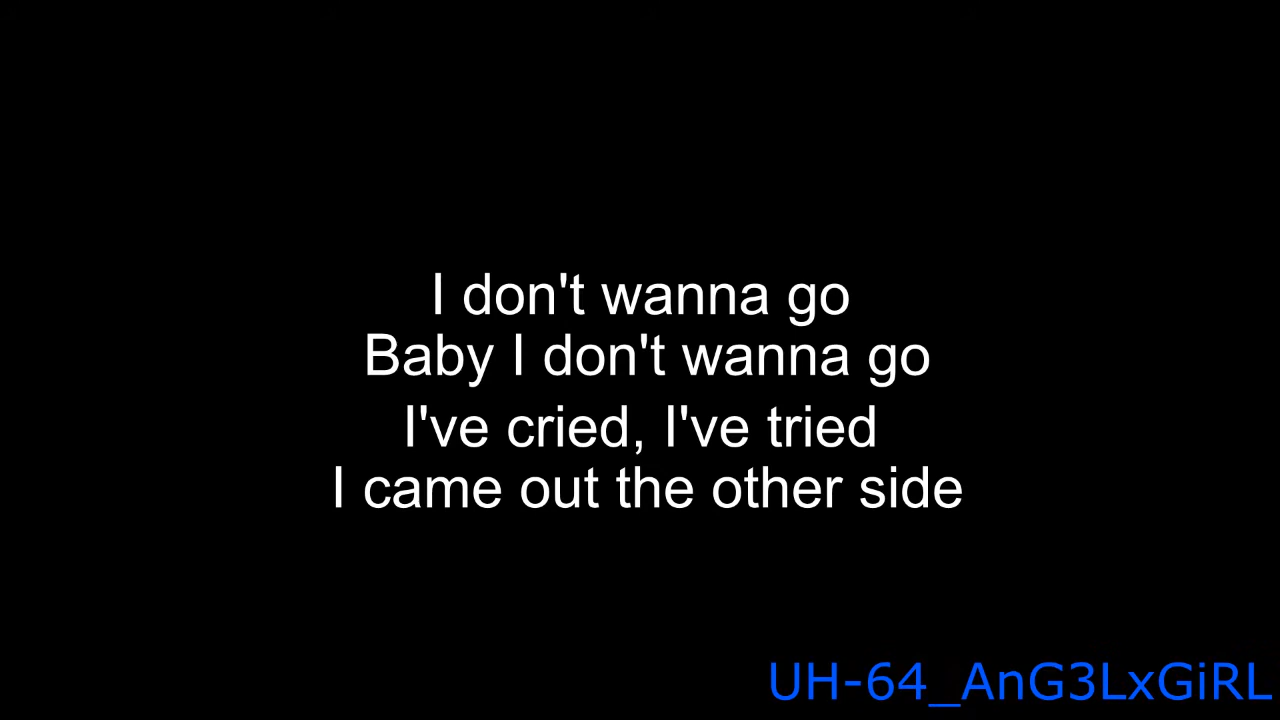 I don't wanna go
Baby I don't wanna go
I've cried, I've tried
I came out the other side
UH-64_AnG3LxGiRL